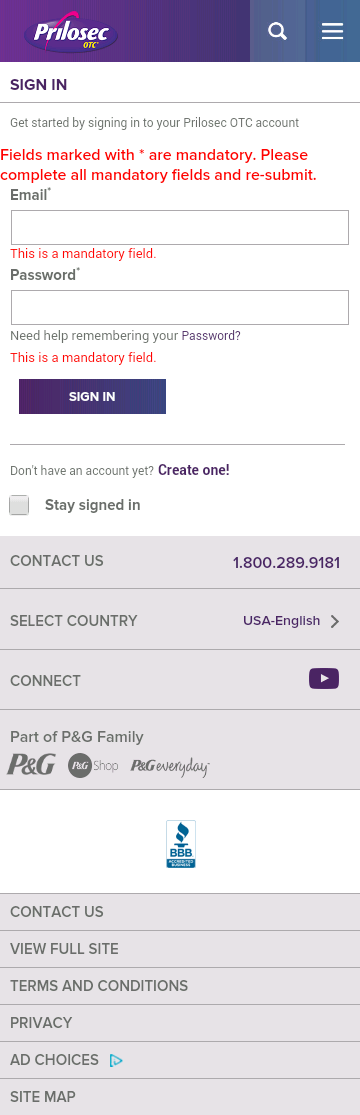 Prilosec
OTC
SIGN IN
Get started by signing in to your Prilosec OTC account
Fields marked with * are mandatory. Please
complete all mandatory fields and re-submit.
Email*
This is a mandatory field.
Password*
Need help remembering your Password?
This is a mandatory field.
SIGN IN
Don't have an account yet? Create one!
Stay signed in
CONTACT US 1.800.289.9181
SELECT COUNTRY USA-English
CONNECT
Part of P&G Family
P&G P&G Shop P&G everyday
BBB
ACCREDITED
BUSINESS
CONTACT US
VIEW FULL SITE
TERMS AND CONDITIONS
PRIVACY
AD CHOICES
SITE MAP